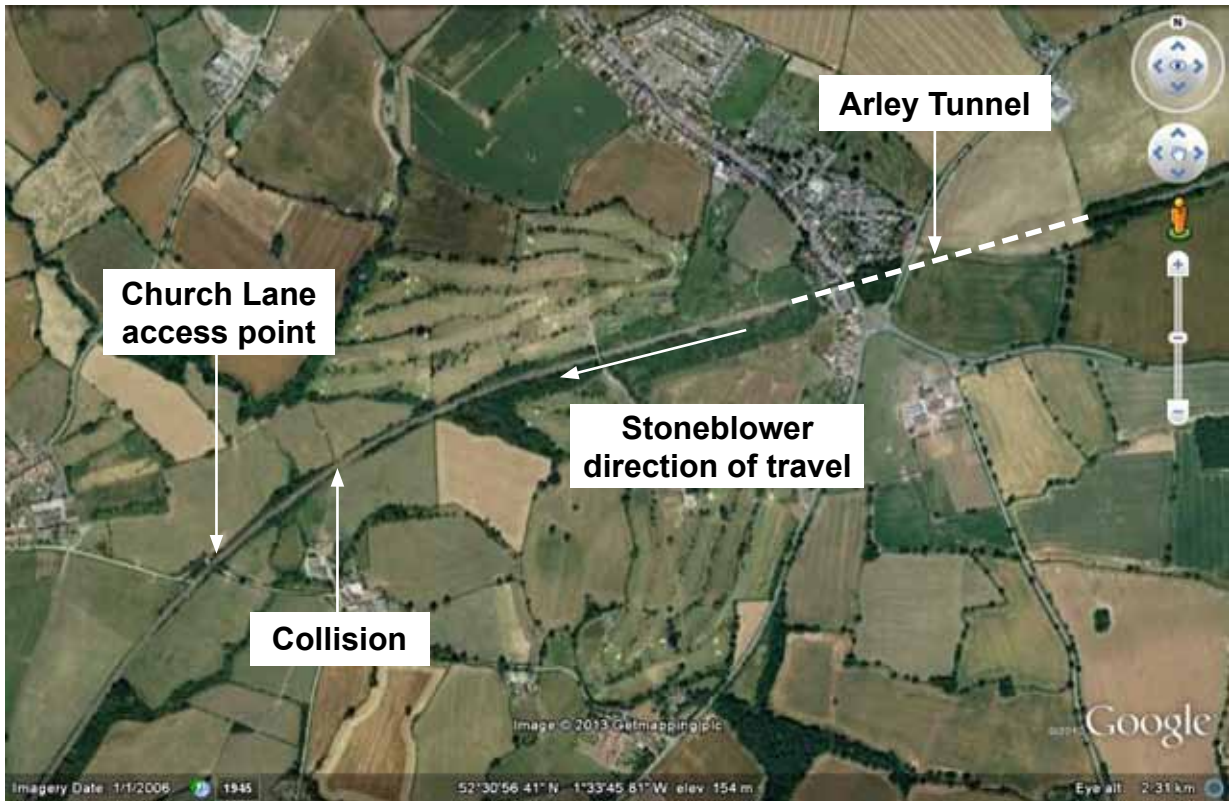 N
Arley Tunnel
Church Lane
access point
Stoneblower
direction of travel
Collision
Image © 2013 Getmapping plc
Google
Imagery Date 1/1/2006 1945 52°30'56 41" N 1°33'45 81" W elev 154 m Eye alt 2.31 km